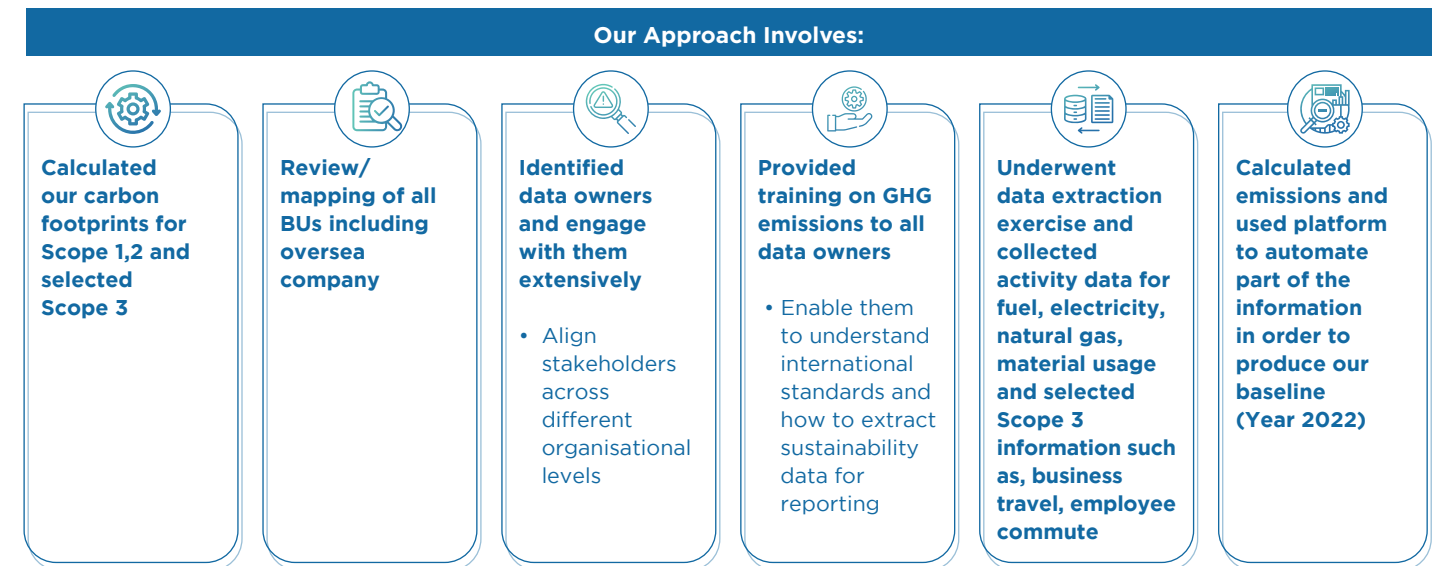 Our Approach Involves:
Calculated
our carbon
footprints for
Scope 1,2 and
selected
Scope 3
Review/
mapping of all
BUs including
oversea
company
Identified
data owners
and engage
with them
extensively
• Align
stakeholders
across
different
organisational
levels
Provided
training on GHG
emissions to all
data owners
• Enable them
to understand
international
standards and
how to extract
sustainability
data for
reporting
Underwent
data extraction
exercise and
collected
activity data for
fuel, electricity,
natural gas,
material usage
and selected
Scope 3
information such
as, business
travel, employee
commute
Calculated
emissions and
used platform
to automate
part of the
information
in order to
produce our
baseline
(Year 2022)